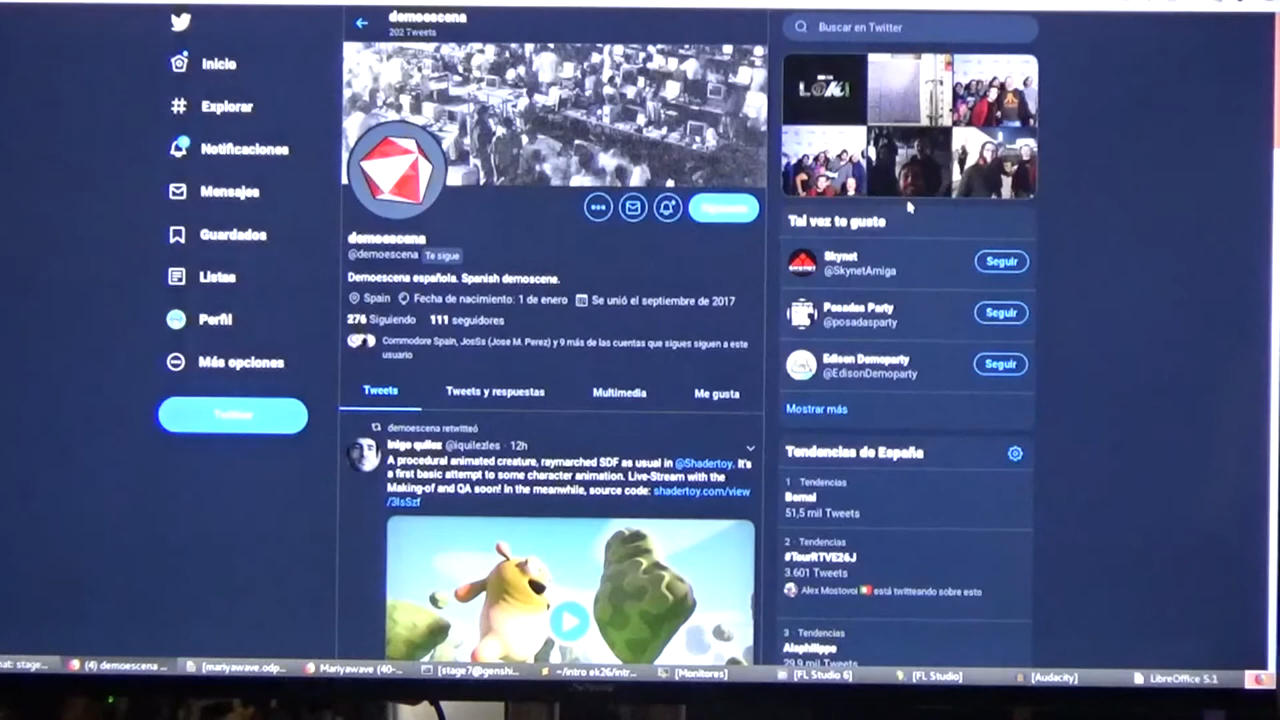 Inicio
Explorar
Notificaciones
Mensajes
Guardados
Listas
Perfil
Más opciones
demoescena
202 Tweets
demoescena
@demoescena Te sigue
Demoescena española. Spanish demoscene.
Spain Fecha de nacimiento: 1 de enero Se unió el septiembre de 2017
276 Siguiendo 111 seguidores
Commodore Spain, JosSs (Jose M. Perez) y 9 más de las cuentas que sigues siguen a este
usuario
Tweets Tweets y respuestas Multimedia Me gusta
demoescena retwitteó
inigo quilez @iquilezles · 12h
A procedural animated creature, raymarched SDF as usual in @Shadertoy. It's
a first basic attempt to some character animation. Live-Stream with the
Making-of and QA soon! In the meanwhile, source code: shadertoy.com/view
/3lsSzf
Buscar en Twitter
LOKI
Tal vez te guste
Skynet
@SkynetAmiga
Seguir
Posadas Party
@posadasparty
Seguir
Edison Demoparty
@EdisonDemoparty
Seguir
Mostrar más
Tendencias de España
1 · Tendencias
Bernal
51,5 mil Tweets
2 · Tendencias
#TourRTVE26J
3.601 Tweets
Alex Mostovoi está twitteando sobre esto
3 · Tendencias
Alaphilippe
29,9 mil Tweets
nat: stage... (4) demoescena ... [mariyawave.odp... Mariyawave (40-... [stage7@genshi... ~/intro ek26/intr... [Monitores] [FL Studio 6] [FL Studio] [Audacity] LibreOffice 5.1